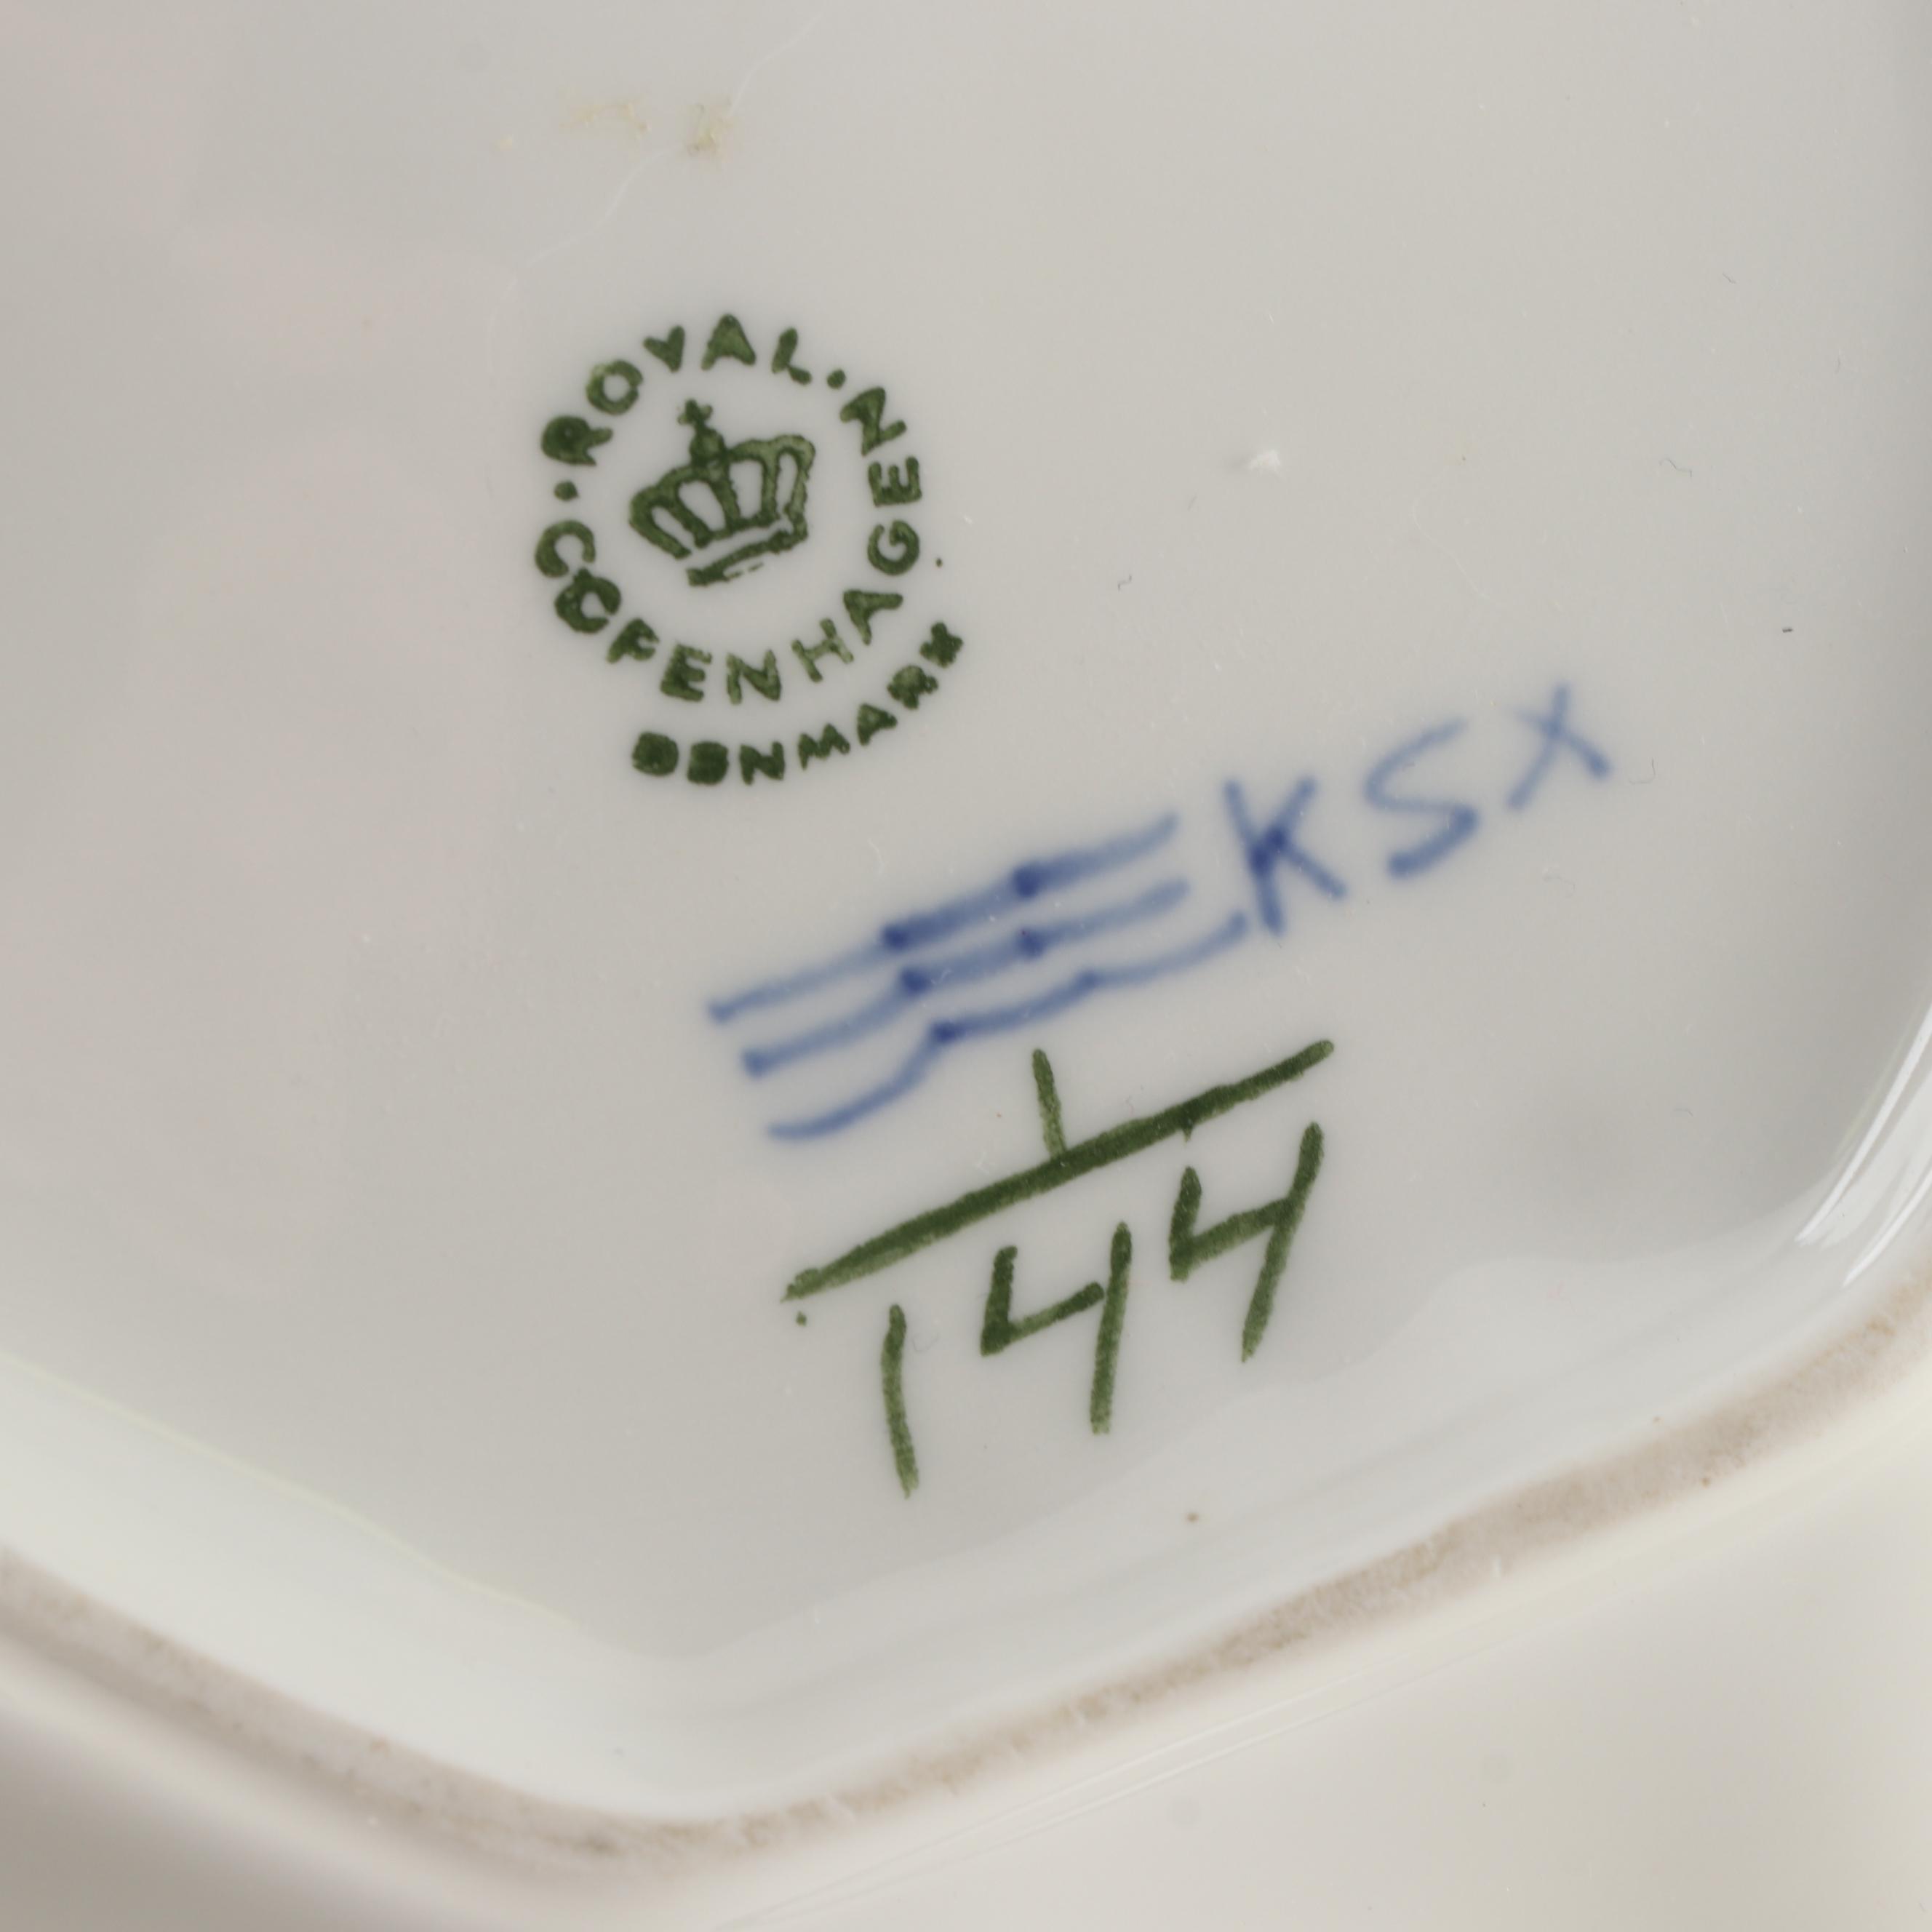 ROYAL·
COPENHAGEN
DENMARK
KSX
1
144